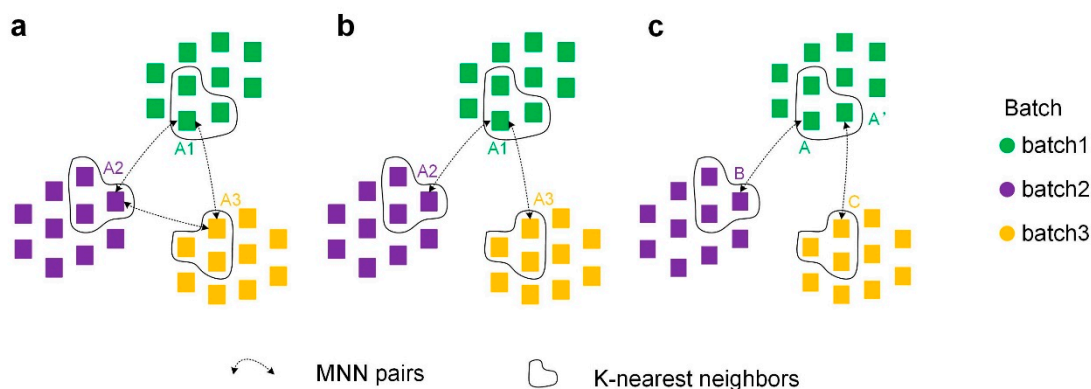 a
b
c
A1
A2
A3
A1
A2
A3
A
A'
B
C
Batch
batch1
batch2
batch3
MNN pairs
K-nearest neighbors